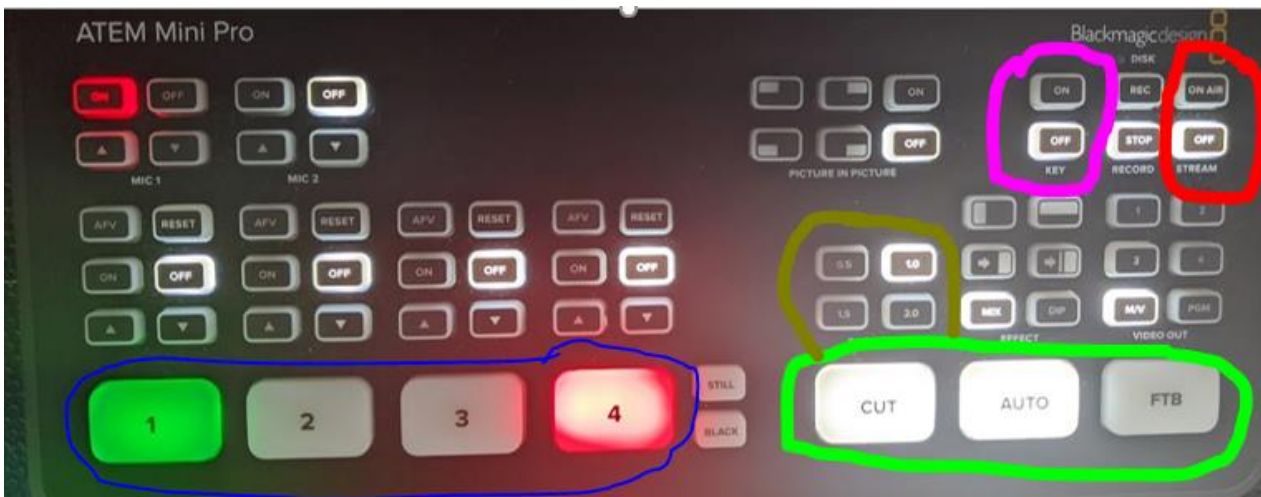 ATEM Mini Pro
Blackmagicdesign
DISK
ON OFF ON OFF ON ON REC ON AIR
OFF OFF STOP OFF
MIC 1 MIC 2 PICTURE IN PICTURE KEY RECORD STREAM
AFV RESET AFV RESET AFV RESET AFV RESET 1 2
ON OFF ON OFF ON OFF ON OFF 0.5 1.0 3 4
1.5 2.0 MIX DIP M/V PGM
EFFECT VIDEO OUT
1 2 3 4 STILL CUT AUTO FTB
BLACK